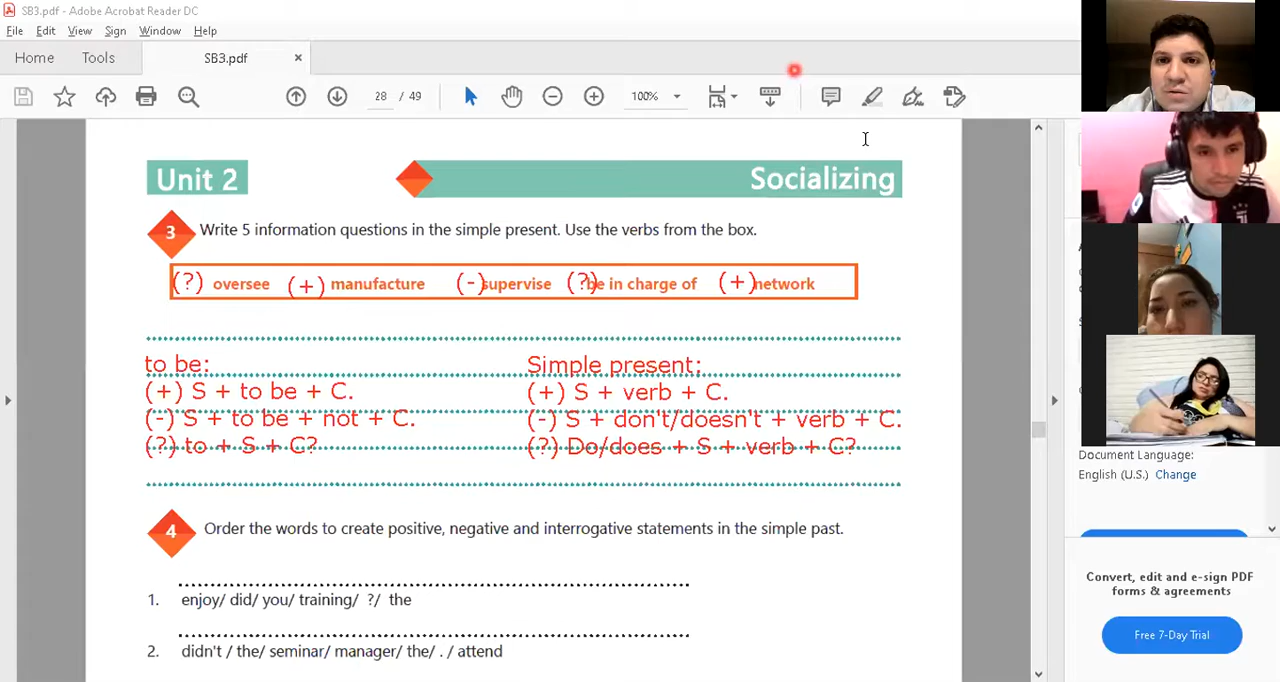 SB3.pdf - Adobe Acrobat Reader DC
File Edit View Sign Window Help
Home Tools SB3.pdf ×
28 / 49 100%
Unit 2 Socializing
3 Write 5 information questions in the simple present. Use the verbs from the box.
(?) oversee (+) manufacture (-) supervise (?) be in charge of (+) network
to be: Simple present:
(+) S + to be + C. (+) S + verb + C.
(-) S + to be + not + C. (-) S + don't/doesn't + verb + C.
(?) to + S + C? (?) Do/does + S + verb + C?
4 Order the words to create positive, negative and interrogative statements in the simple past.
1. enjoy/ did/ you/ training/ ?/ the
2. didn't / the/ seminar/ manager/ the/ . / attend
Document Language:
English (U.S.) Change
Convert, edit and e-sign PDF
forms & agreements
Free 7-Day Trial